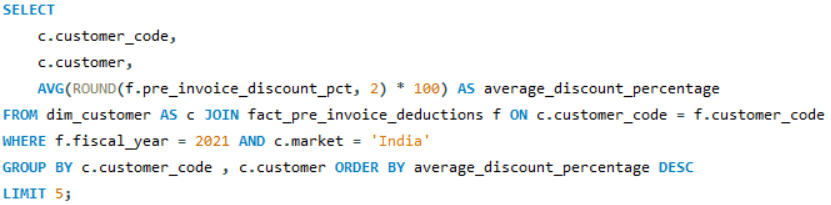 SELECT
c.customer_code,
c.customer,
AVG(ROUND(f.pre_invoice_discount_pct, 2) * 100) AS average_discount_percentage
FROM dim_customer AS c JOIN fact_pre_invoice_deductions f ON c.customer_code = f.customer_code
WHERE f.fiscal_year = 2021 AND c.market = 'India'
GROUP BY c.customer_code , c.customer ORDER BY average_discount_percentage DESC
LIMIT 5;